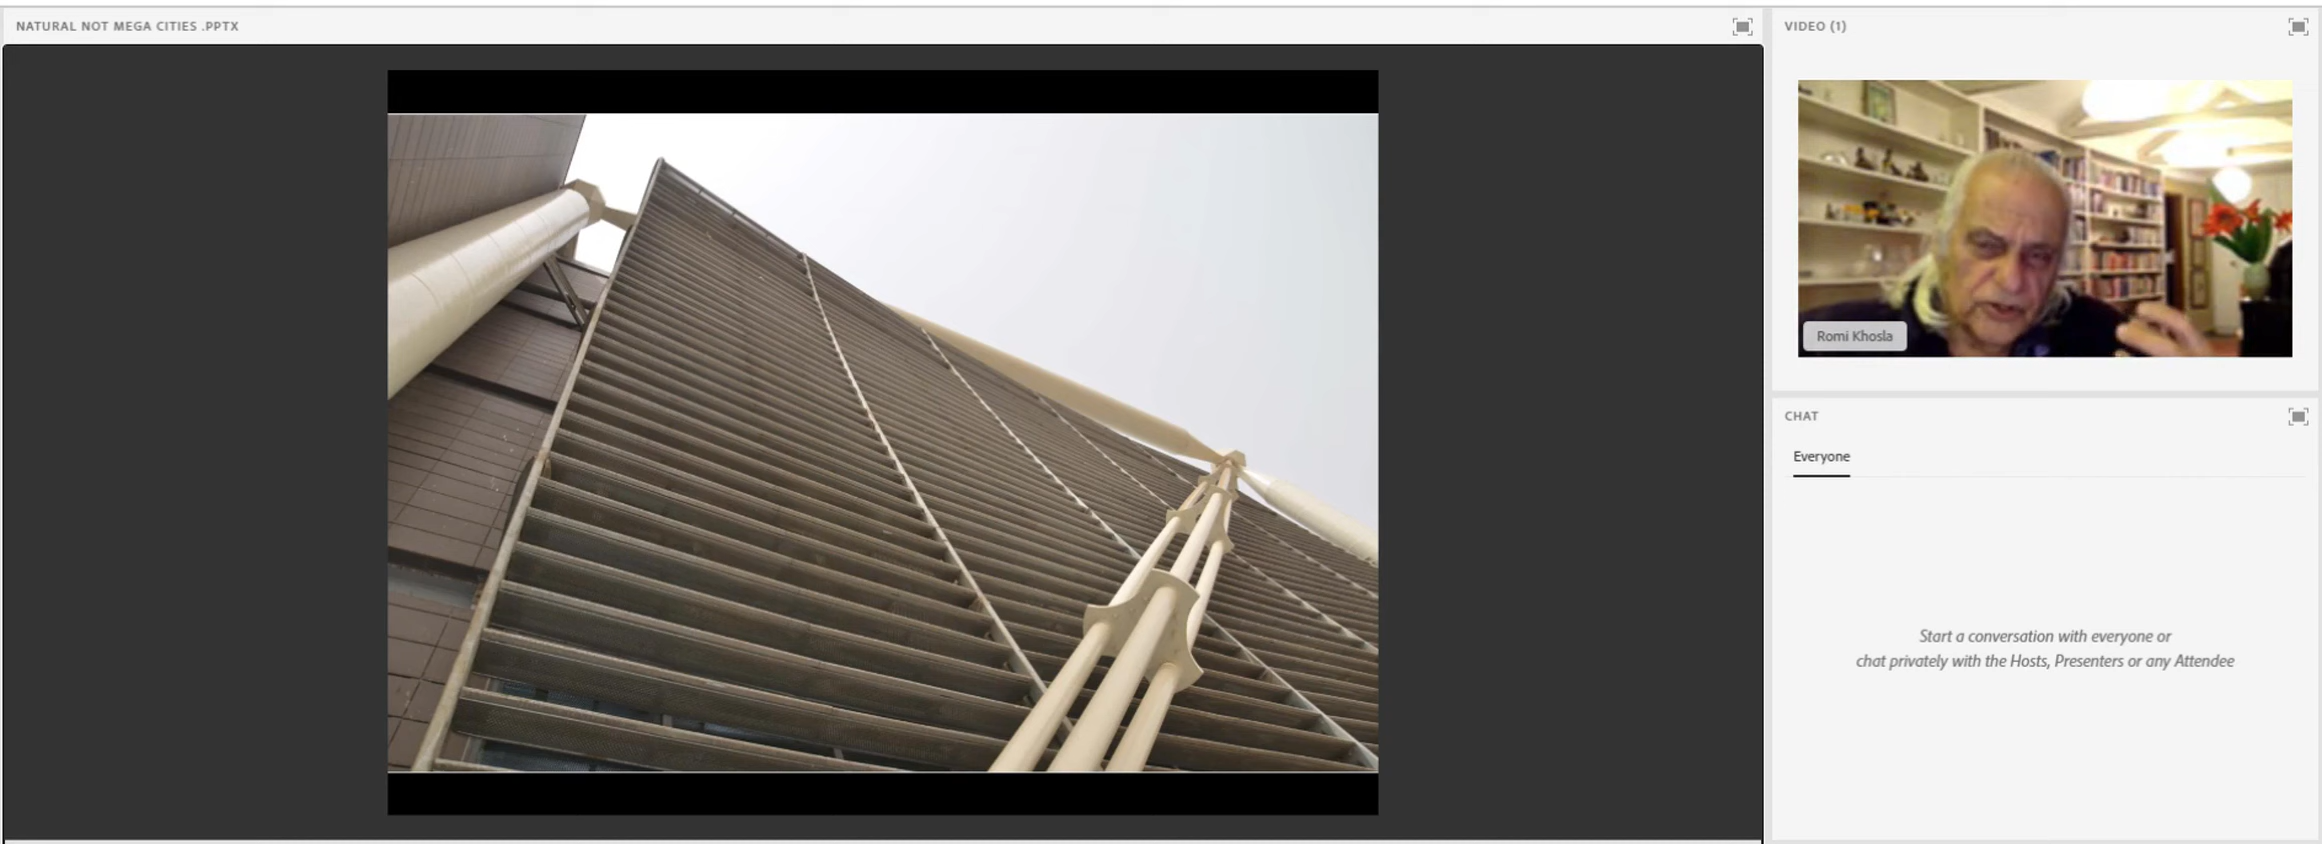 NATURAL NOT MEGA CITIES .PPTX
VIDEO (1)
Romi Khosla
CHAT
Everyone
Start a conversation with everyone or
chat privately with the Hosts, Presenters or any Attendee